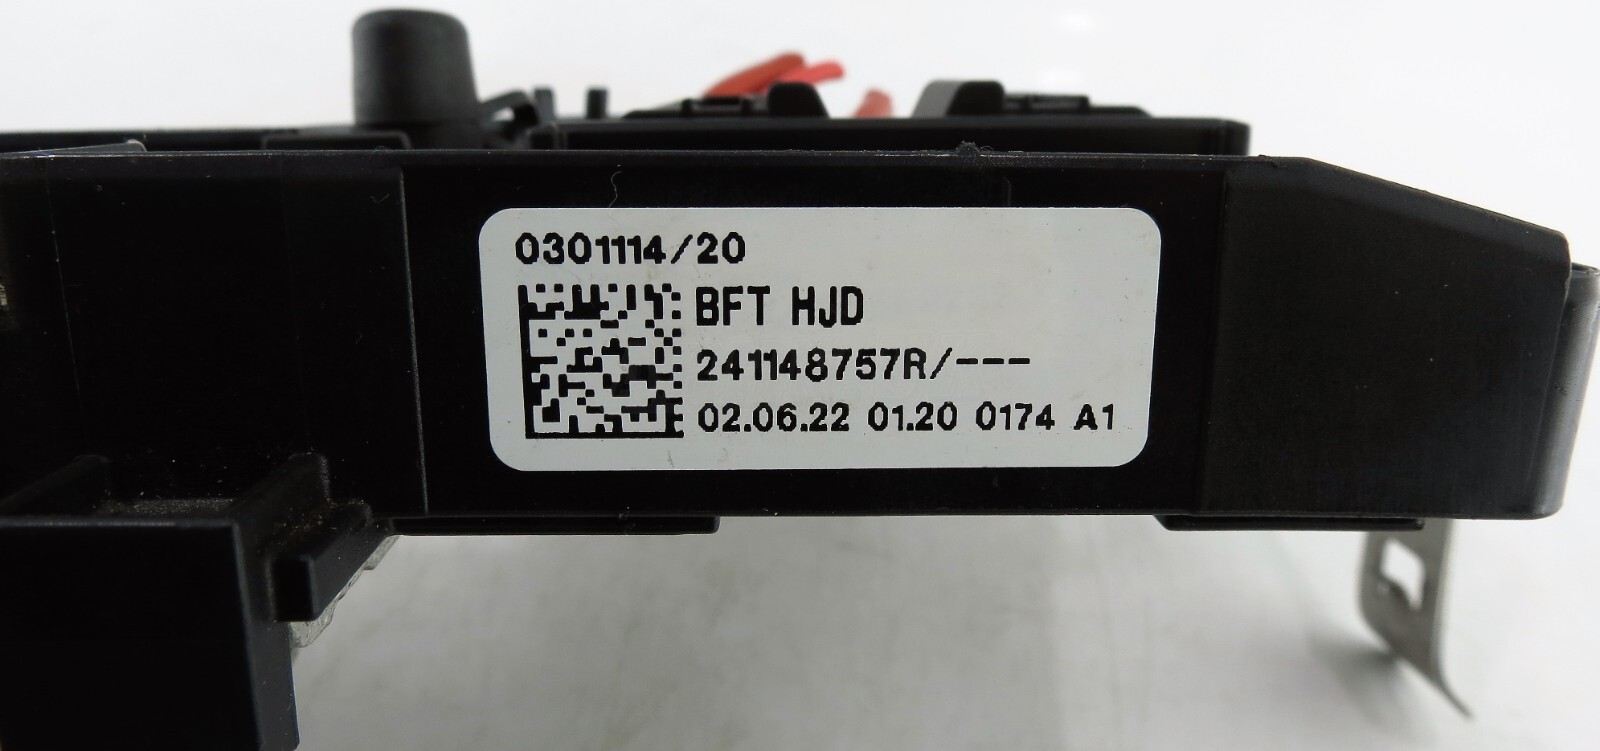 0301114/20
BFT HJD
241148757R/---
02.06.22 01.20 0174 A1